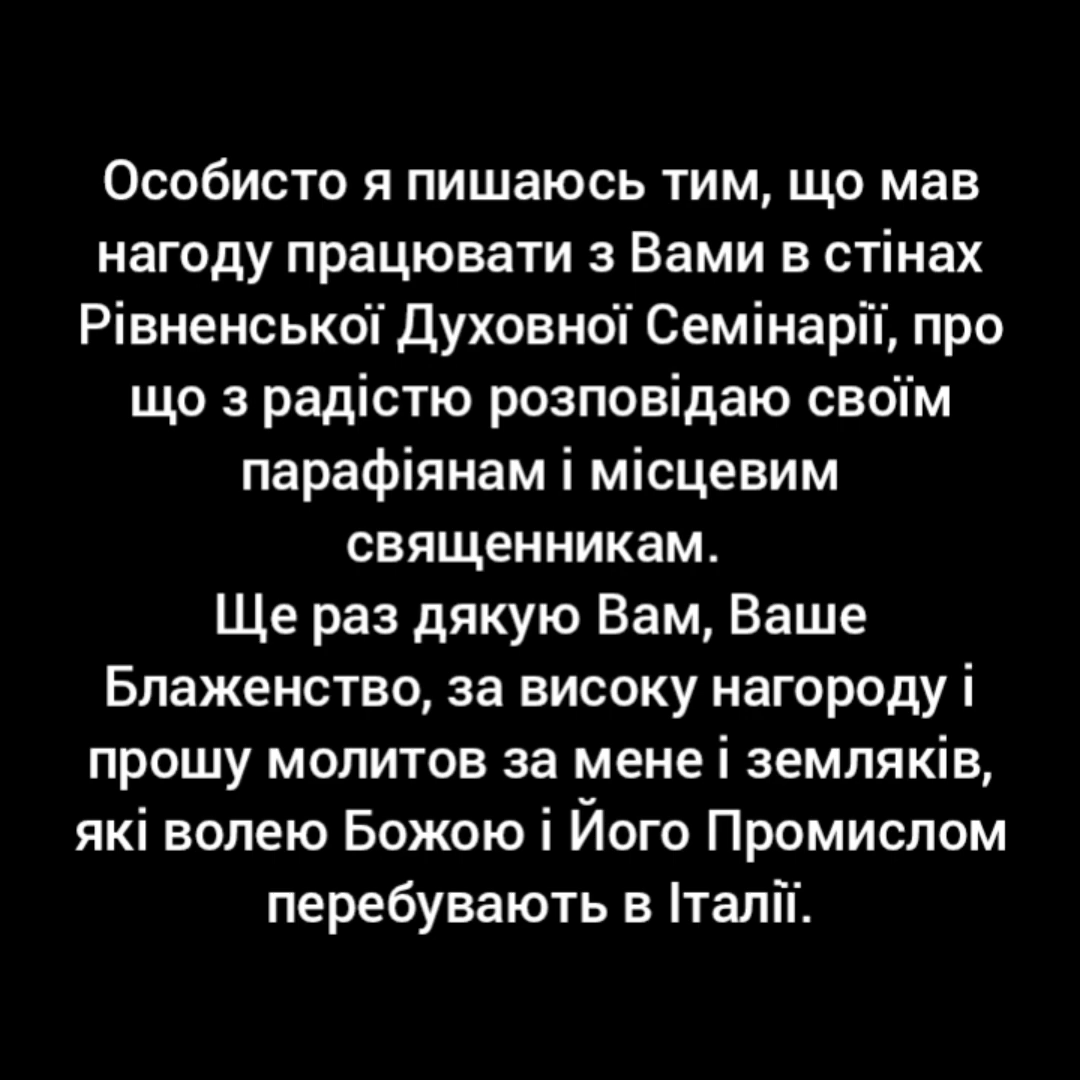 Особисто я пишаюсь тим, що мав
нагоду працювати з Вами в стінах
Рівненської Духовної Семінарії, про
що з радістю розповідаю своїм
парафіянам і місцевим
священникам.
Ще раз дякую Вам, Ваше
Блаженство, за високу нагороду і
прошу молитов за мене і земляків,
які волею Божою і Його Промислом
перебувають в Італії.